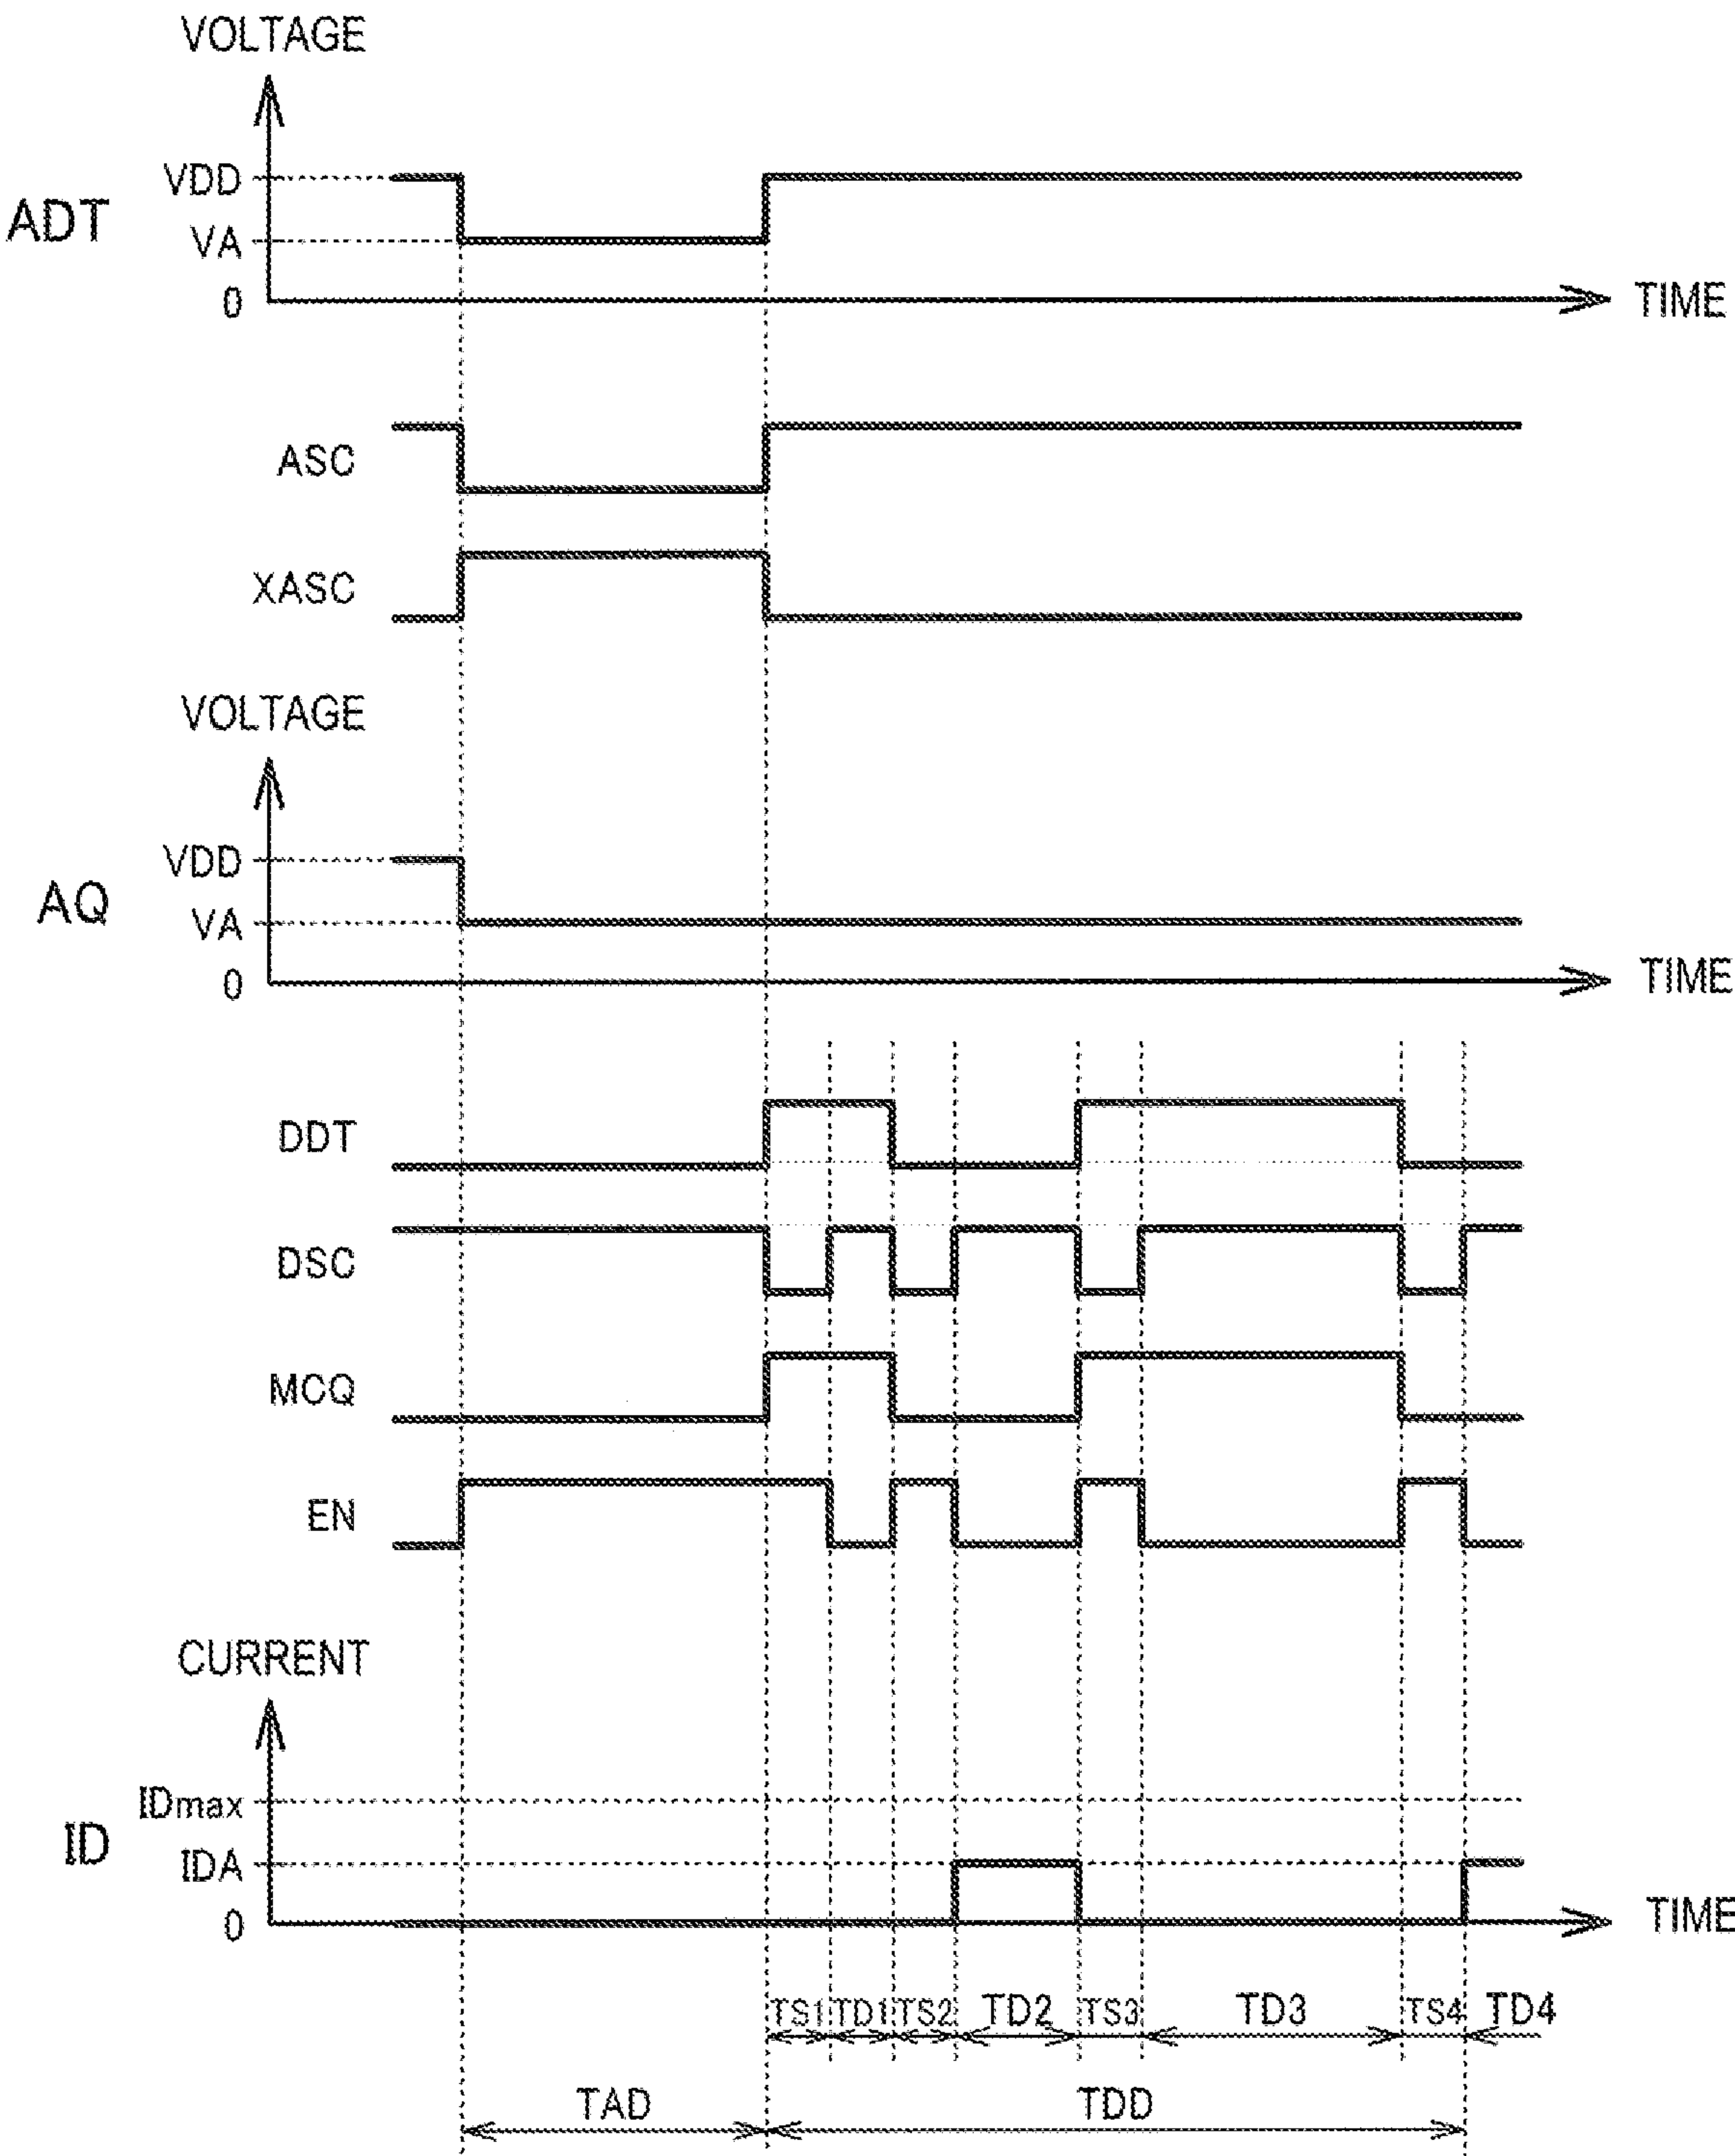 VOLTAGE
VDD
ADT
VA
0
TIME
ASC
XASC
VOLTAGE
VDD
AQ
VA
0
TIME
DDT
DSC
MCQ
EN
CURRENT
IDmax
ID
IDA
0
TIME
TS1 TD1 TS2 TD2 TS3 TD3 TS4 TD4
TAD TDD